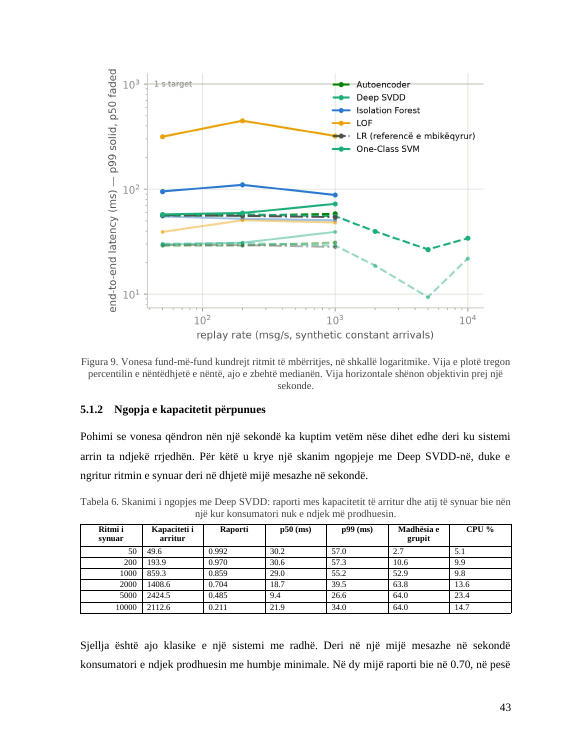 10³
10²
10¹
1 s target
Autoencoder
Deep SVDD
Isolation Forest
LOF
LR (referencë e mbikëqyrur)
One-Class SVM
end-to-end latency (ms) — p99 solid, p50 faded
10² 10³ 10⁴
replay rate (msg/s, synthetic constant arrivals)
Figura 9. Vonesa fund-më-fund kundrejt ritmit të mbërritjes, në shkallë logaritmike. Vija e plotë tregon
percentilin e nëntëdhjetë e nëntë, ajo e zbehtë medianën. Vija horizontale shënon objektivin prej një
sekonde.
5.1.2 Ngopja e kapacitetit përpunues
Pohimi se vonesa qëndron nën një sekondë ka kuptim vetëm nëse dihet edhe deri ku sistemi
arrin ta ndjekë rrjedhën. Për këtë u krye një skanim ngopjeje me Deep SVDD-në, duke e
ngritur ritmin e synuar deri në dhjetë mijë mesazhe në sekondë.
Tabela 6. Skanimi i ngopjes me Deep SVDD: raporti mes kapacitetit të arritur dhe atij të synuar bie nën
një kur konsumatori nuk e ndjek më prodhuesin.
Ritmi i synuar Kapaciteti i arritur Raporti p50 (ms) p99 (ms) Madhësia e grupit CPU %
50 49.6 0.992 30.2 57.0 2.7 5.1
200 193.9 0.970 30.6 57.3 10.6 9.9
1000 859.3 0.859 29.0 55.2 52.9 9.8
2000 1408.6 0.704 18.7 39.5 63.8 13.6
5000 2424.5 0.485 9.4 26.6 64.0 23.4
10000 2112.6 0.211 21.9 34.0 64.0 14.7
Sjellja është ajo klasike e një sistemi me radhë. Deri në një mijë mesazhe në sekondë
konsumatori e ndjek prodhuesin me humbje minimale. Në dy mijë raporti bie në 0.70, në pesë
43